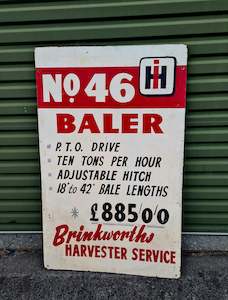 No. 46 IH
BALER
P.T.O. DRIVE
TEN TONS PER HOUR
ADJUSTABLE HITCH
18" to 42" BALE LENGTHS
* £885 0/0
Brinkworths
HARVESTER SERVICE